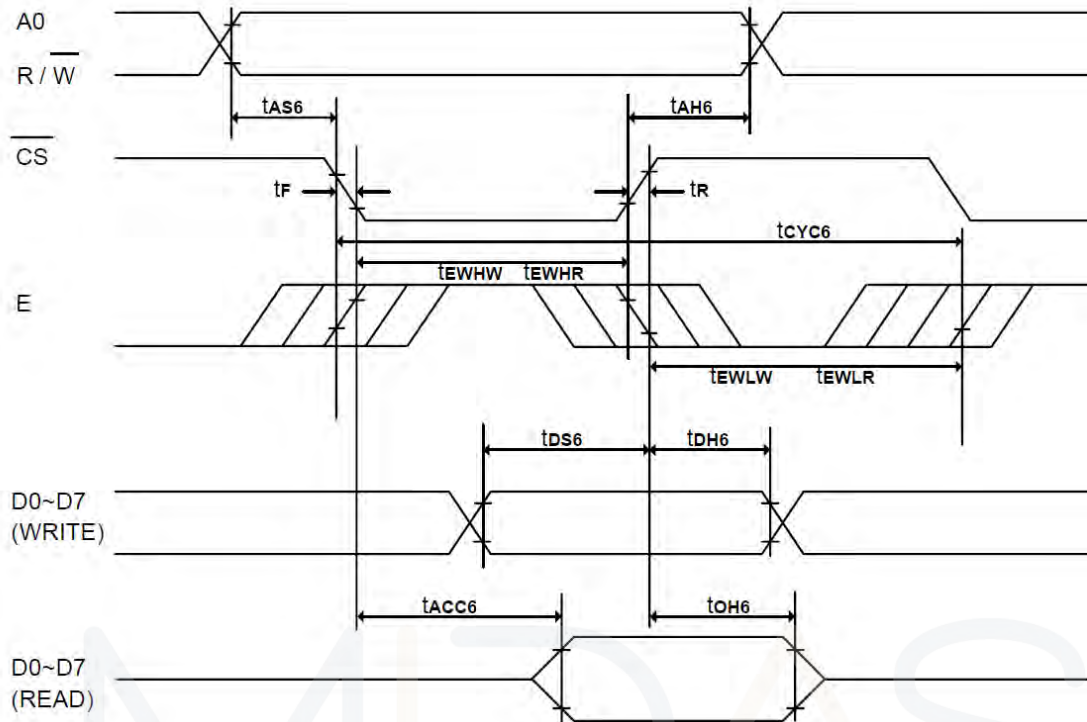 A0
R / W
tAS6
tAH6
CS
tF
tR
tCYC6
tEWHW tEWHR
E
tEWLW tEWLR
tDS6
tDH6
D0~D7
(WRITE)
tACC6
tOH6
D0~D7
(READ)
MIDAS